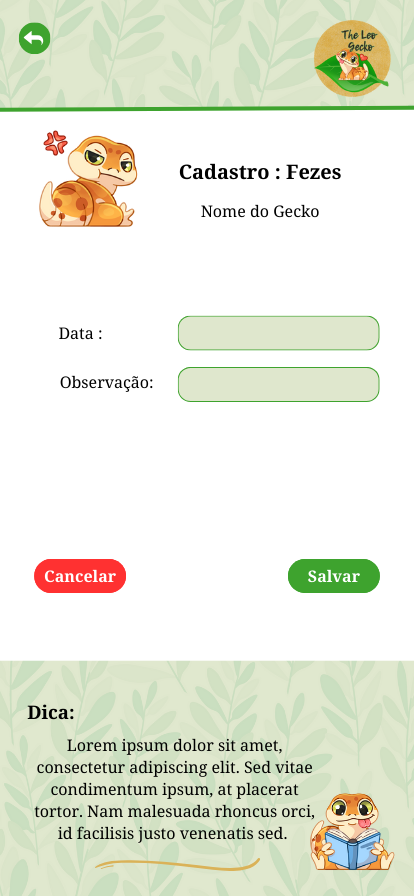 The Leo
Gecko
Cadastro : Fezes
Nome do Gecko
Data :
Observação:
Cancelar
Salvar
Dica:
Lorem ipsum dolor sit amet,
consectetur adipiscing elit. Sed vitae
condimentum ipsum, at placerat
tortor. Nam malesuada rhoncus orci,
id facilisis justo venenatis sed.